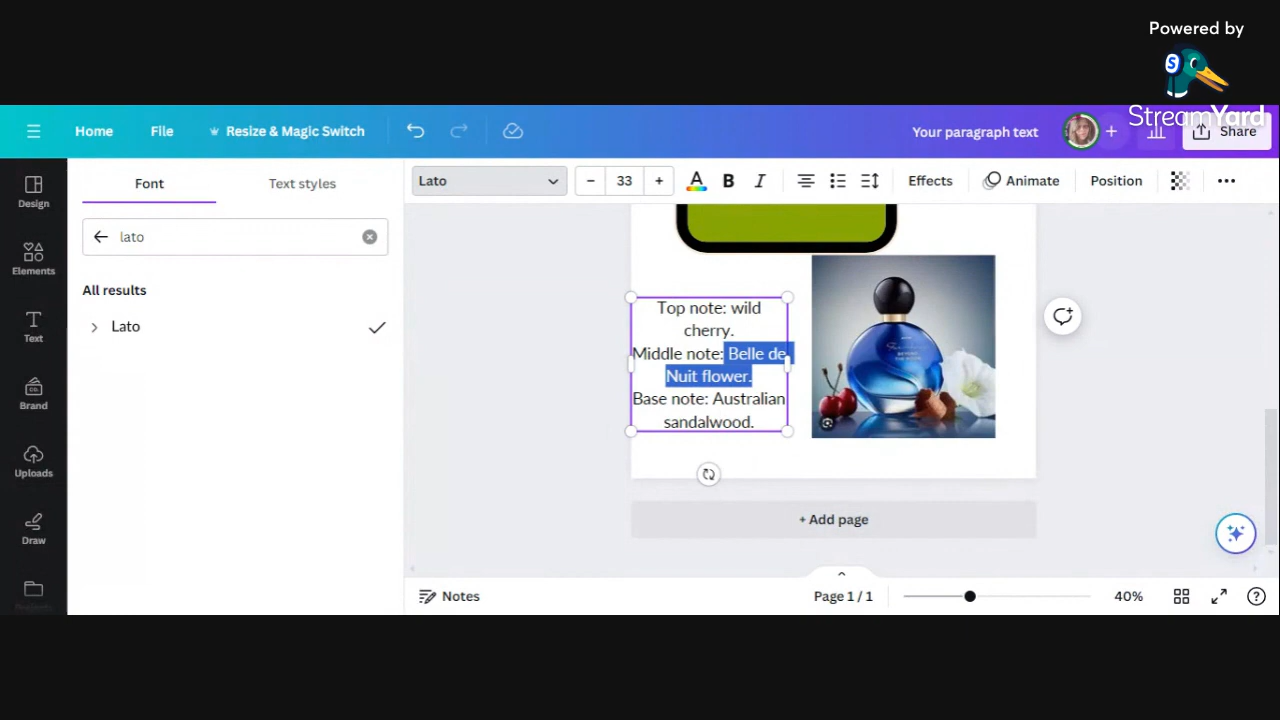 Powered by
StreamYard
Home File Resize & Magic Switch Your paragraph text + Share
Design
Elements
Text
Brand
Uploads
Draw
Font Text styles
lato
All results
Lato
Lato – 33 + A B I Effects Animate Position
Top note: wild
cherry.
Middle note: Belle de
Nuit flower.
Base note: Australian
sandalwood.
+ Add page
Notes Page 1 / 1 40%